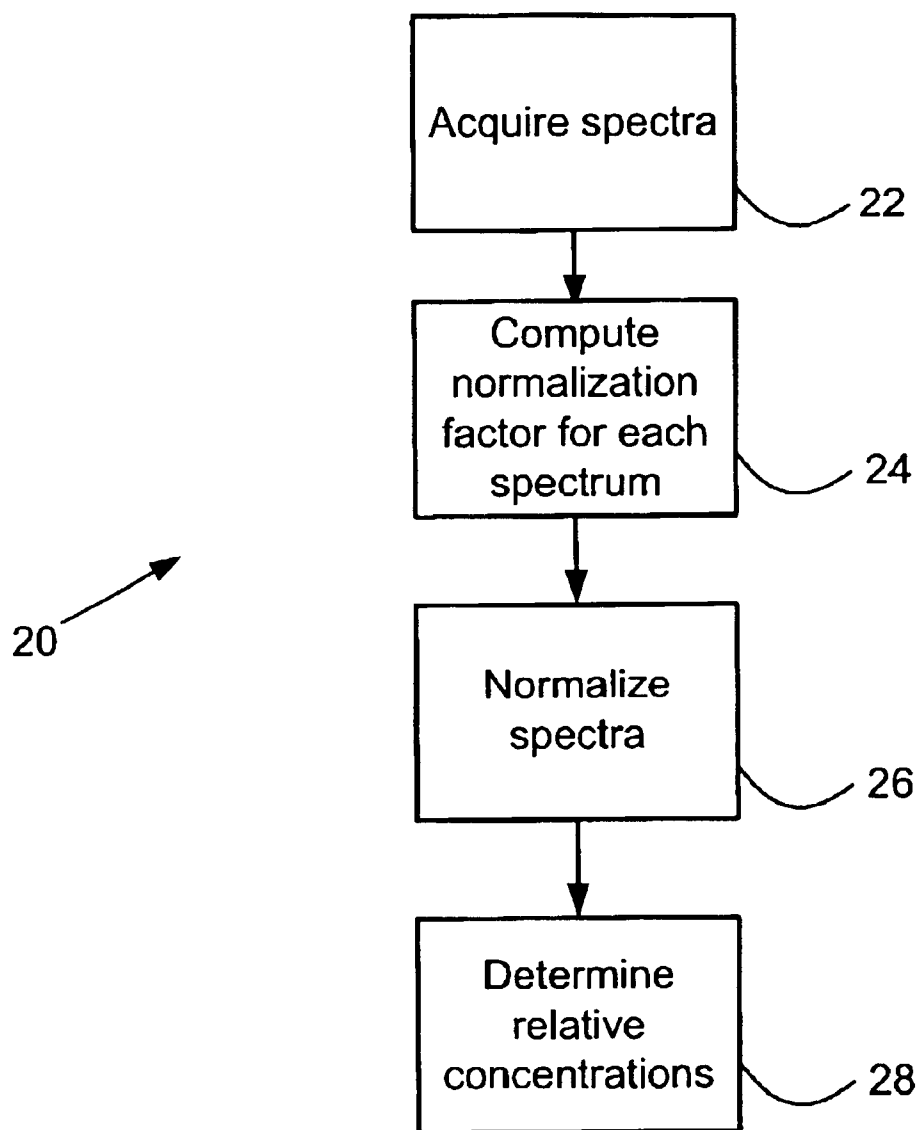 Acquire spectra
22
Compute
normalization
factor for each
spectrum
24
20
Normalize
spectra
26
Determine
relative
concentrations
28